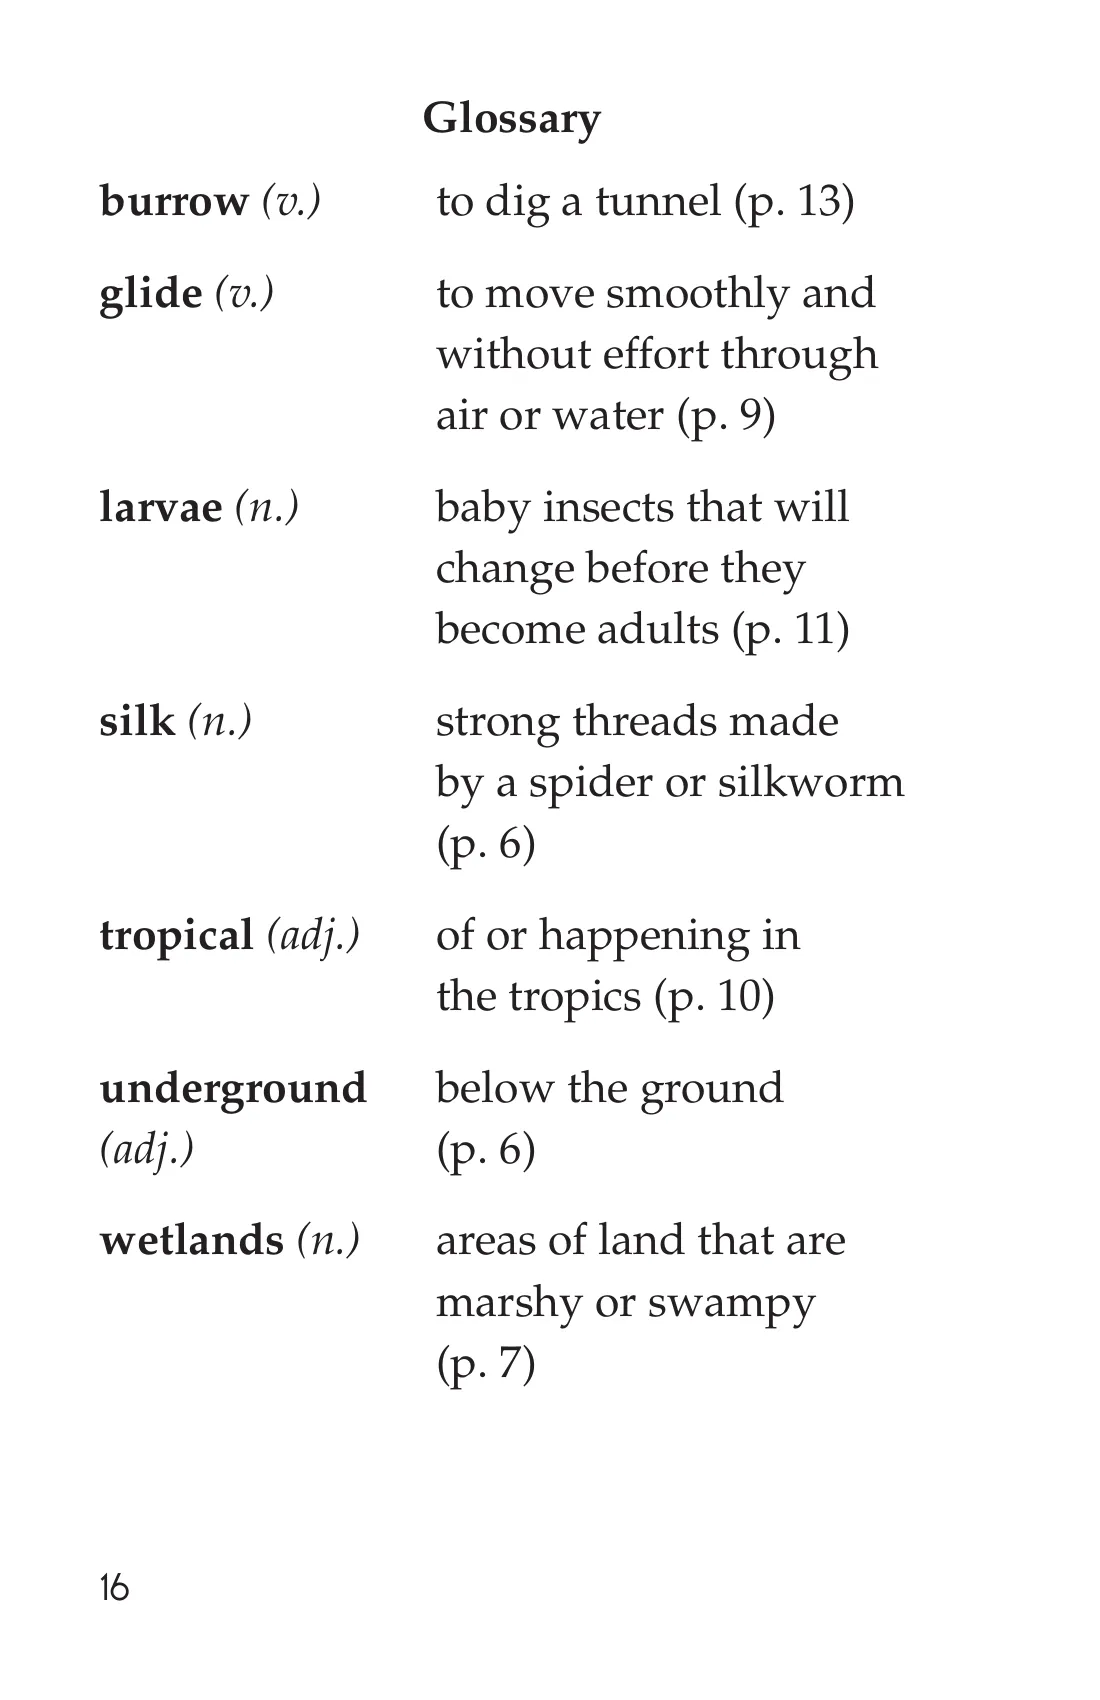 Glossary
burrow (v.) to dig a tunnel (p. 13)
glide (v.) to move smoothly and
without effort through
air or water (p. 9)
larvae (n.) baby insects that will
change before they
become adults (p. 11)
silk (n.) strong threads made
by a spider or silkworm
(p. 6)
tropical (adj.) of or happening in
the tropics (p. 10)
underground below the ground
(adj.) (p. 6)
wetlands (n.) areas of land that are
marshy or swampy
(p. 7)
16